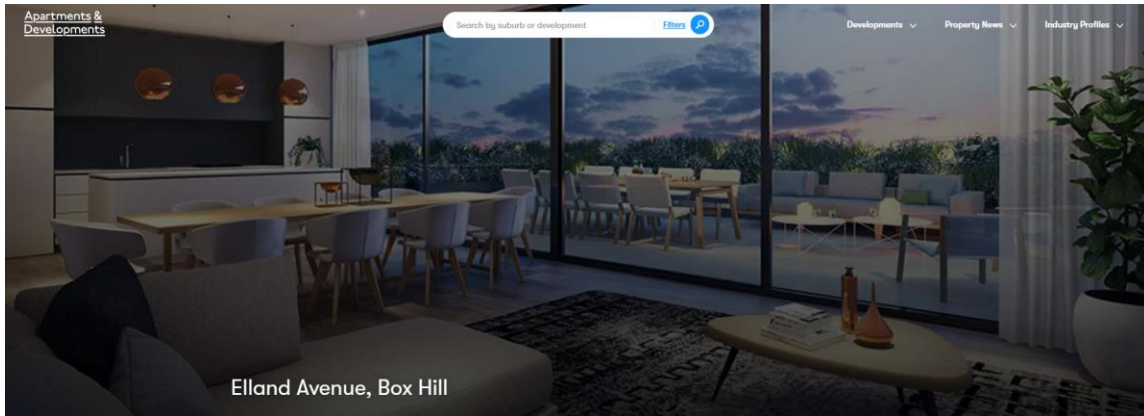 Apartments &
Developments
Search by suburb or development
Filters
Developments
Property News
Industry Profiles
Elland Avenue, Box Hill